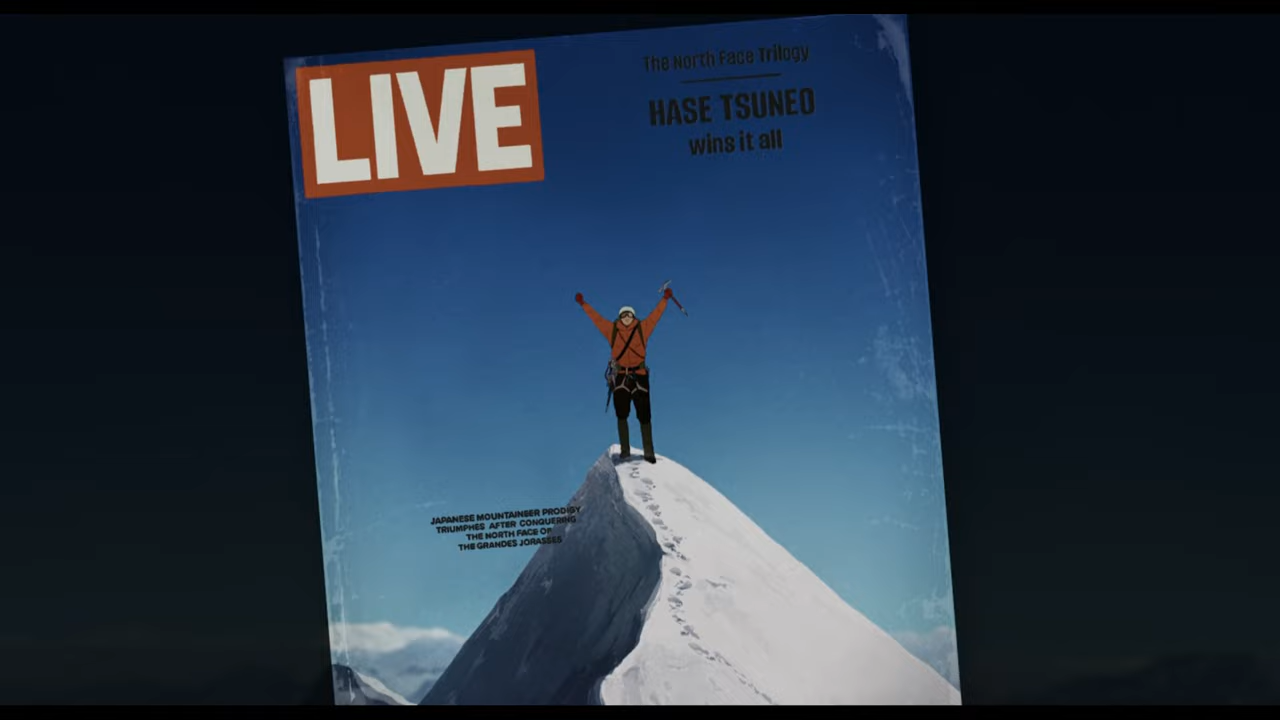 LIVE
The North Face Trilogy
HASE TSUNEO
wins it all
JAPANESE MOUNTAINEER PRODIGY
TRIUMPHES AFTER CONQUERING
THE NORTH FACE OF
THE GRANDES JORASSES